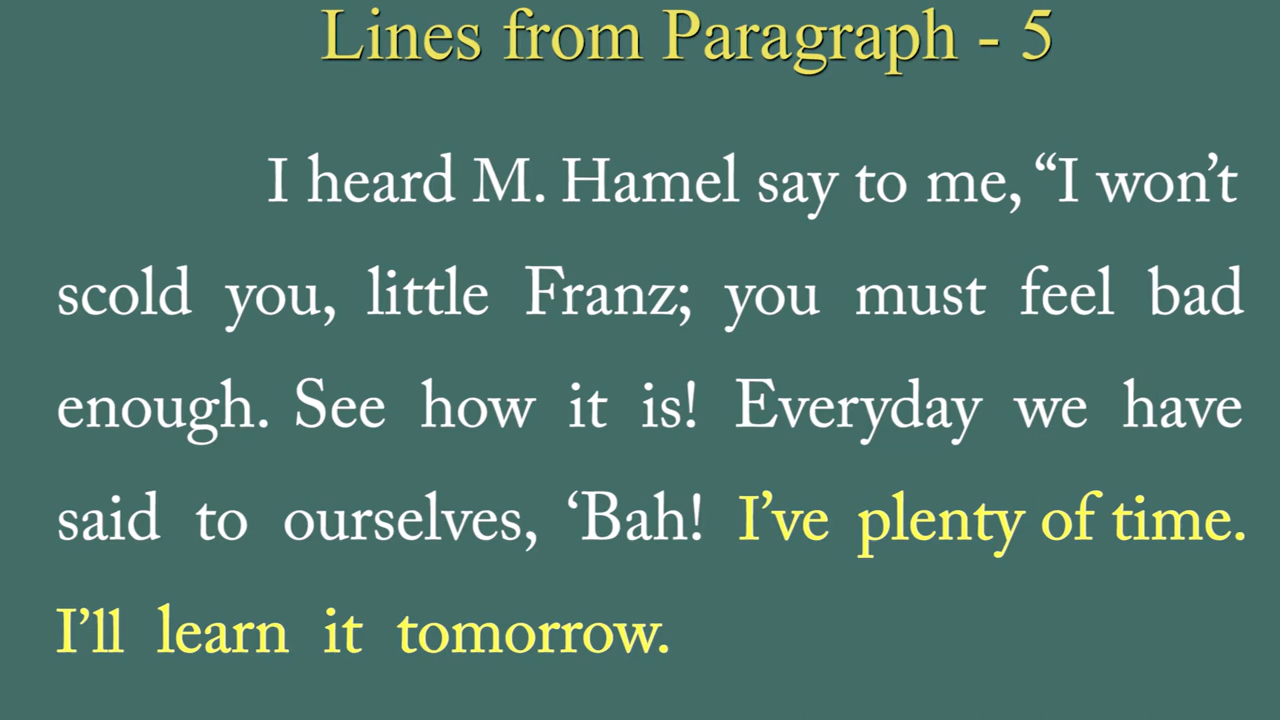 Lines from Paragraph - 5
I heard M. Hamel say to me, “I won’t
scold you, little Franz; you must feel bad
enough. See how it is! Everyday we have
said to ourselves, ‘Bah! I’ve plenty of time.
I’ll learn it tomorrow.